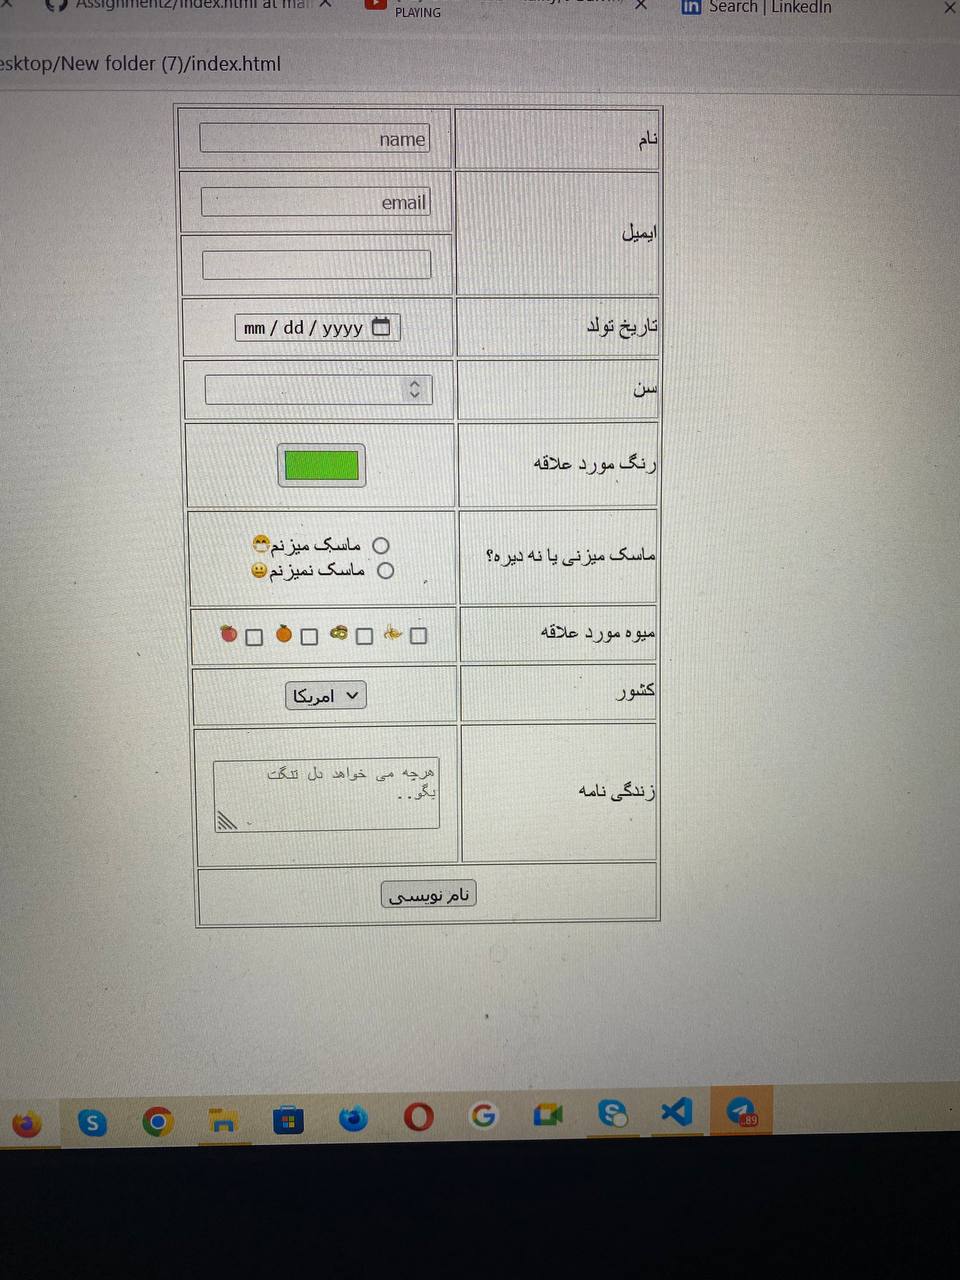 Assignment2/index.html at mai
PLAYING
Search | LinkedIn
esktop/New folder (7)/index.html
نام
name
ایمیل
email
تاریخ تولد
mm / dd / yyyy
سن
رنگ مورد علاقه
ماسک میزنی یا نه دیره؟
ماسک میزنم😷
ماسک نمیزنم😐
میوه مورد علاقه
کشور
امریکا
زندگی نامه
هرچه می خواهد دل تنگت
بگو..
نام نویسی
89